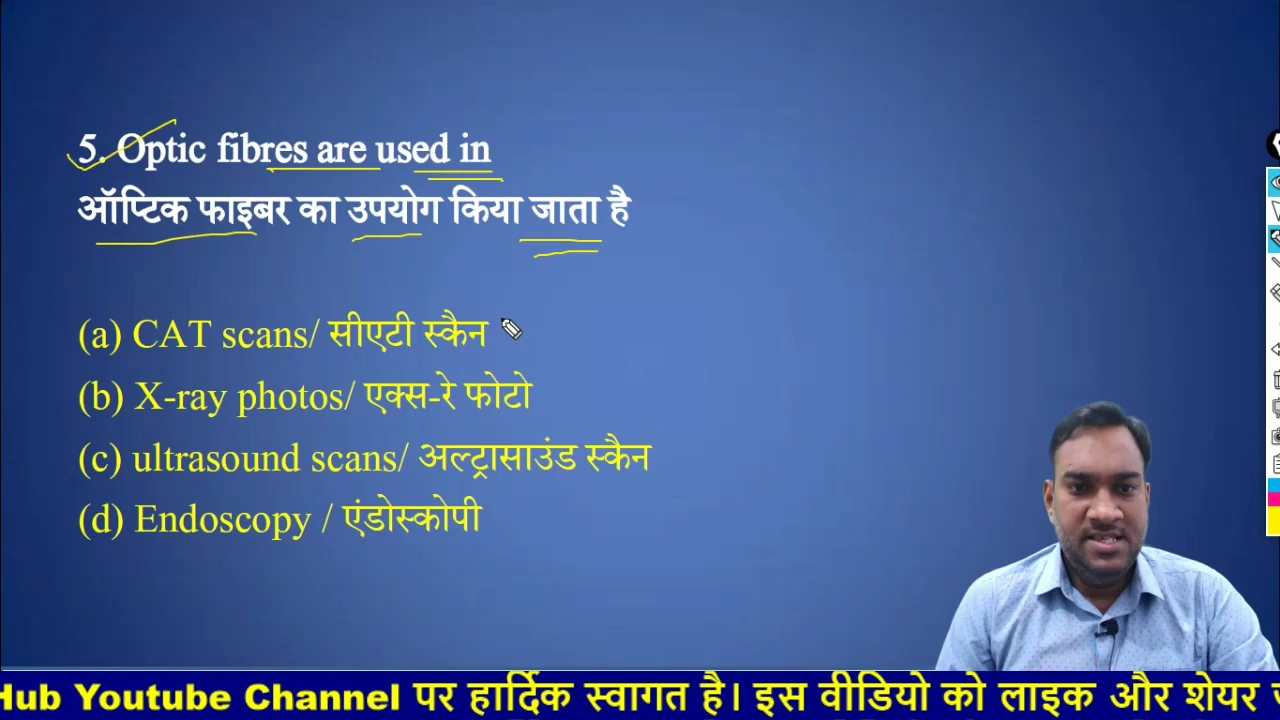 5. Optic fibres are used in
ऑप्टिक फाइबर का उपयोग किया जाता है
(a) CAT scans/ सीएटी स्कैन
(b) X-ray photos/ एक्स-रे फोटो
(c) ultrasound scans/ अल्ट्रासाउंड स्कैन
(d) Endoscopy / एंडोस्कोपी
Hub Youtube Channel पर हार्दिक स्वागत है। इस वीडियो को लाइक और शेयर